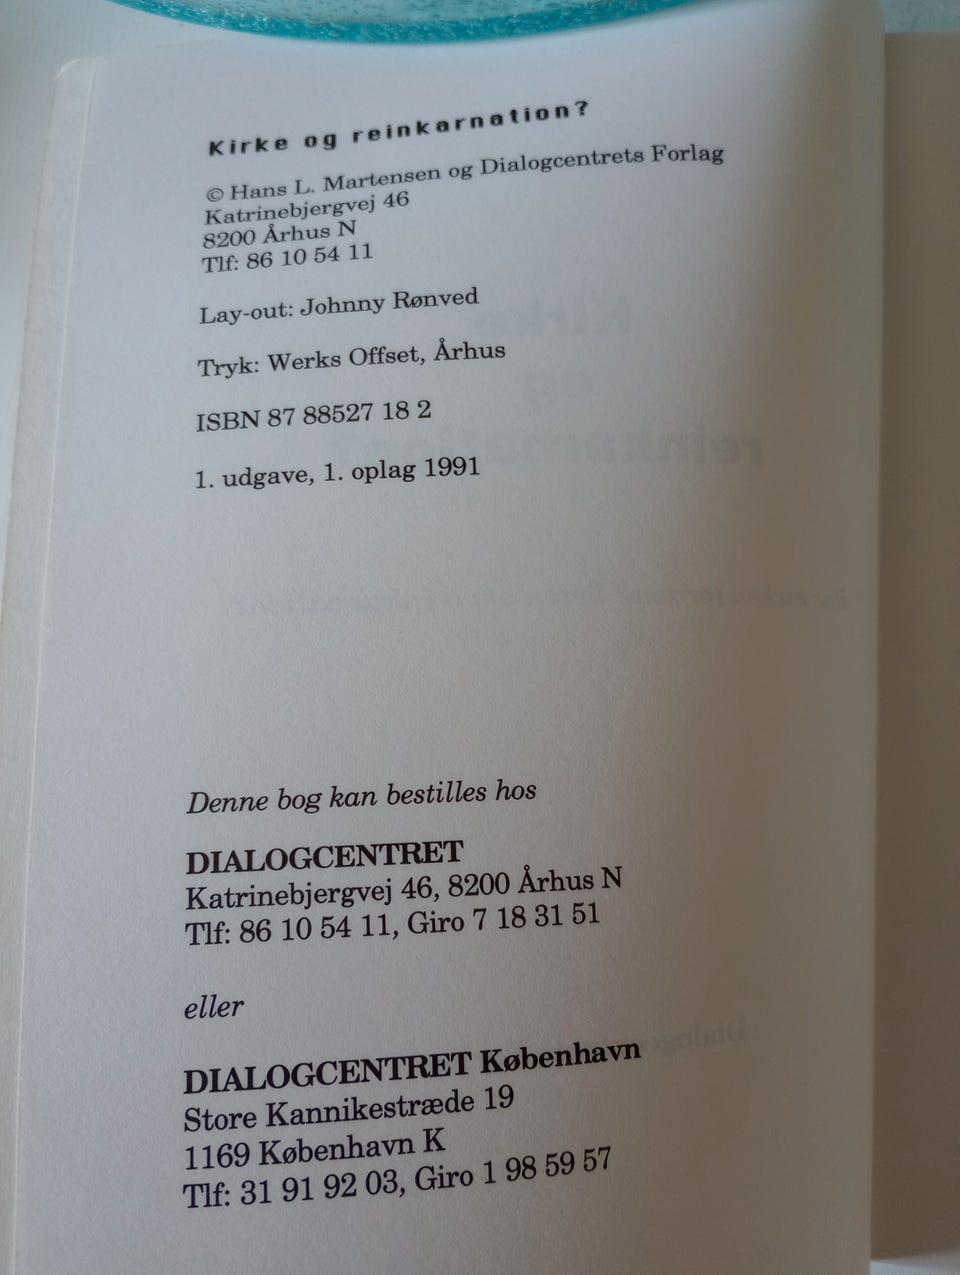 Kirke og reinkarnation?
© Hans L. Martensen og Dialogcentrets Forlag
Katrinebjergvej 46
8200 Århus N
Tlf: 86 10 54 11
Lay-out: Johnny Rønved
Tryk: Werks Offset, Århus
ISBN 87 88527 18 2
1. udgave, 1. oplag 1991
Denne bog kan bestilles hos
DIALOGCENTRET
Katrinebjergvej 46, 8200 Århus N
Tlf: 86 10 54 11, Giro 7 18 31 51
eller
DIALOGCENTRET København
Store Kannikestræde 19
1169 København K
Tlf: 31 91 92 03, Giro 1 98 59 57